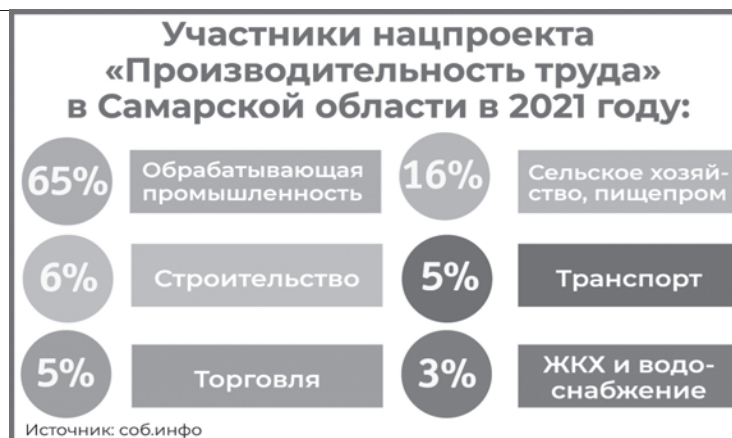 Участники нацпроекта
«Производительность труда»
в Самарской области в 2021 году:
65%
Обрабатывающая
промышленность
16%
Сельское хозяй-
ство, пищепром
6%
Строительство
5%
Транспорт
5%
Торговля
3%
ЖКХ и водо-
снабжение
Источник: соб.инфо